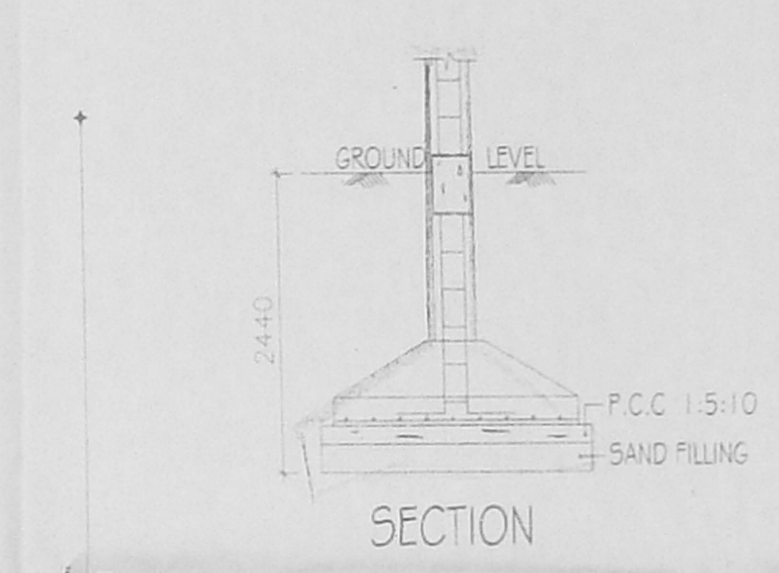 GROUND LEVEL
2440
P.C.C 1:5:10
SAND FILLING
SECTION